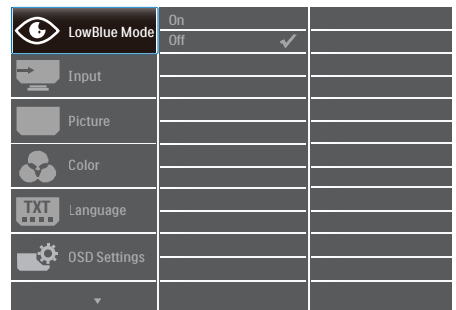 LowBlue Mode
On
Off
Input
Picture
Color
TXT
Language
OSD Settings